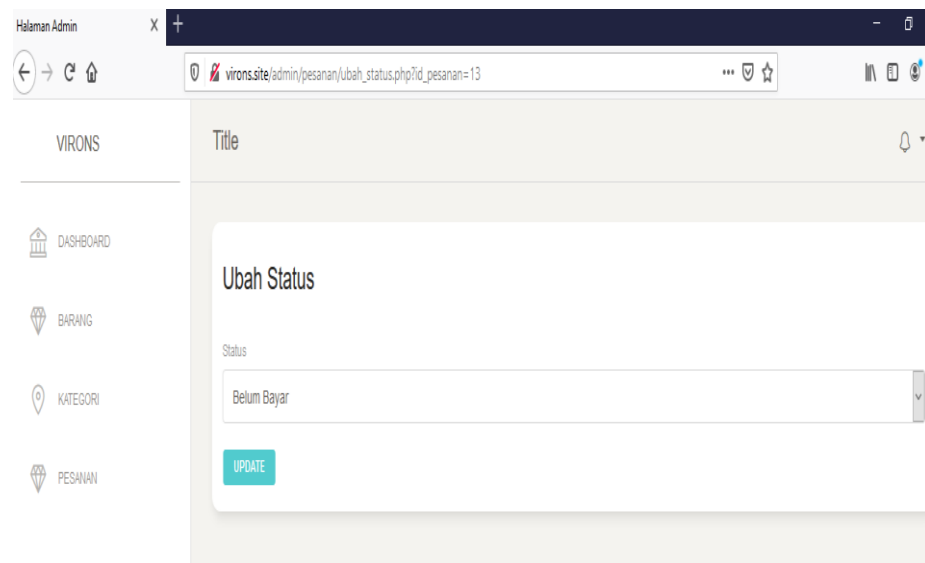 Halaman Admin X +
virons.site/admin/pesanan/ubah_status.php?id_pesanan=13
VIRONS
Title
DASHBOARD
BARANG
KATEGORI
PESANAN
Ubah Status
Status
Belum Bayar
UPDATE